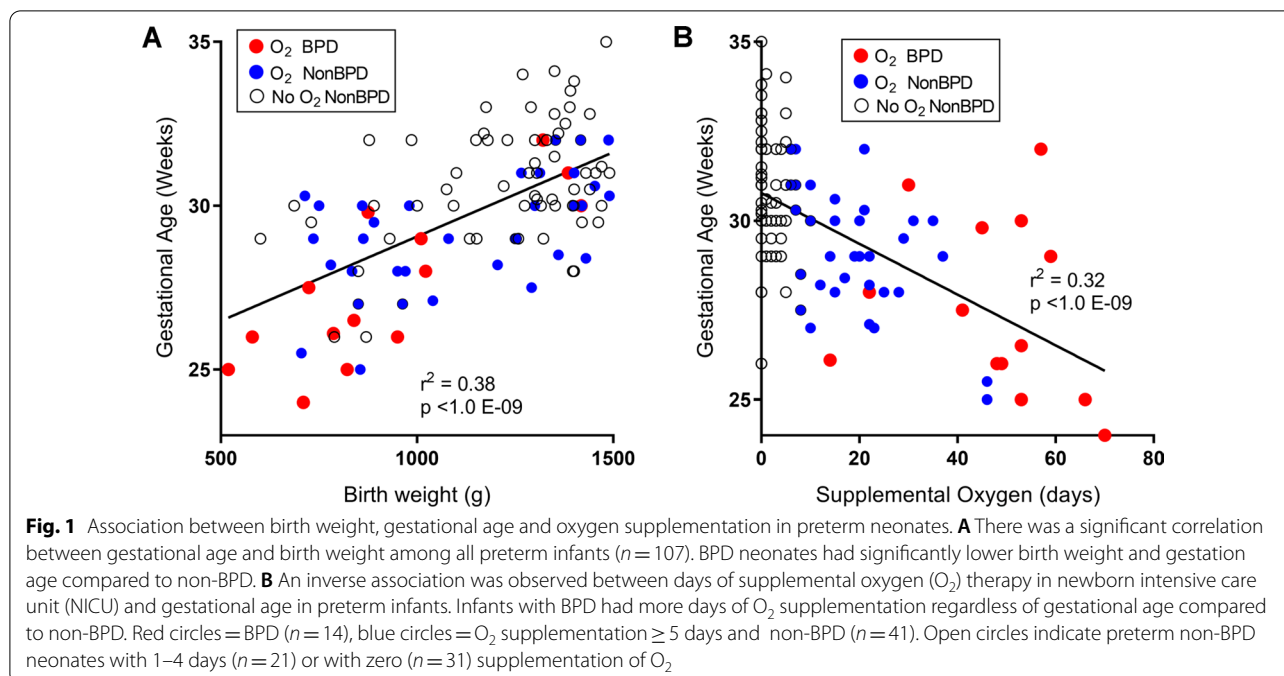 A
O2 BPD
O2 NonBPD
No O2 NonBPD
35
30
25
Gestational Age (Weeks)
r2 = 0.38
p <1.0 E-09
500
1000
1500
Birth weight (g)
B
O2 BPD
O2 NonBPD
No O2 NonBPD
35
30
25
Gestational Age (Weeks)
r2 = 0.32
p <1.0 E-09
0
20
40
60
80
Supplemental Oxygen (days)
Fig. 1 Association between birth weight, gestational age and oxygen supplementation in preterm neonates. A There was a significant correlation
between gestational age and birth weight among all preterm infants (n = 107). BPD neonates had significantly lower birth weight and gestation
age compared to non-BPD. B An inverse association was observed between days of supplemental oxygen (O2) therapy in newborn intensive care
unit (NICU) and gestational age in preterm infants. Infants with BPD had more days of O2 supplementation regardless of gestational age compared
to non-BPD. Red circles = BPD (n = 14), blue circles = O2 supplementation ≥ 5 days and non-BPD (n = 41). Open circles indicate preterm non-BPD
neonates with 1–4 days (n = 21) or with zero (n = 31) supplementation of O2